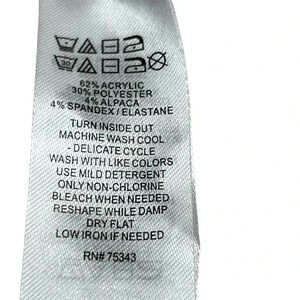 30
62% ACRYLIC
30% POLYESTER
4% ALPACA
4% SPANDEX / ELASTANE
TURN INSIDE OUT
MACHINE WASH COOL
- DELICATE CYCLE
WASH WITH LIKE COLORS
USE MILD DETERGENT
ONLY NON-CHLORINE
BLEACH WHEN NEEDED
RESHAPE WHILE DAMP
DRY FLAT
LOW IRON IF NEEDED
RN# 75343